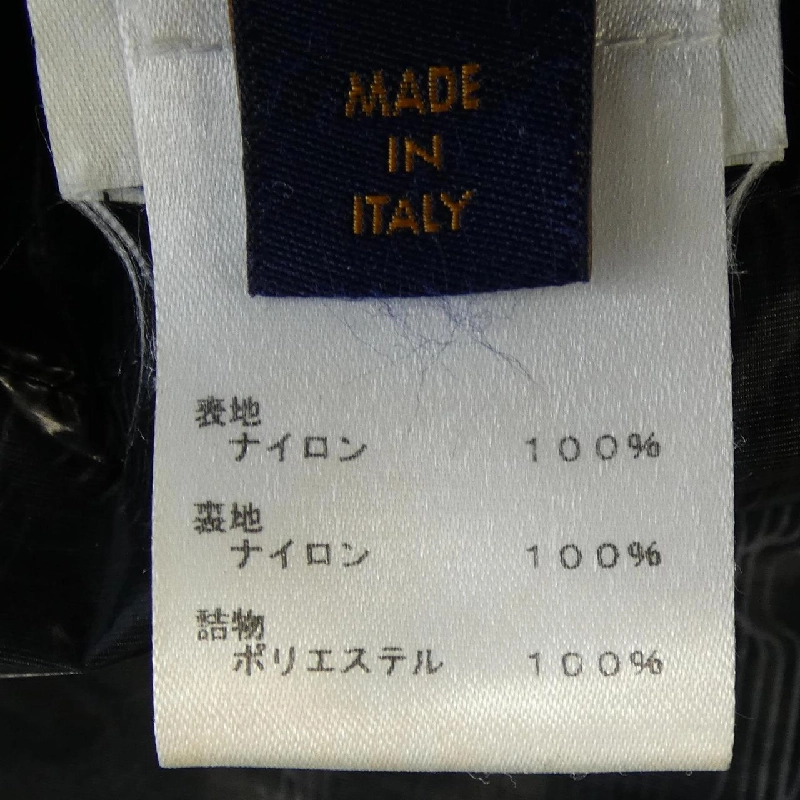 MADE
IN
ITALY
表地
ナイロン １００％
裏地
ナイロン １００％
詰物
ポリエステル １００％